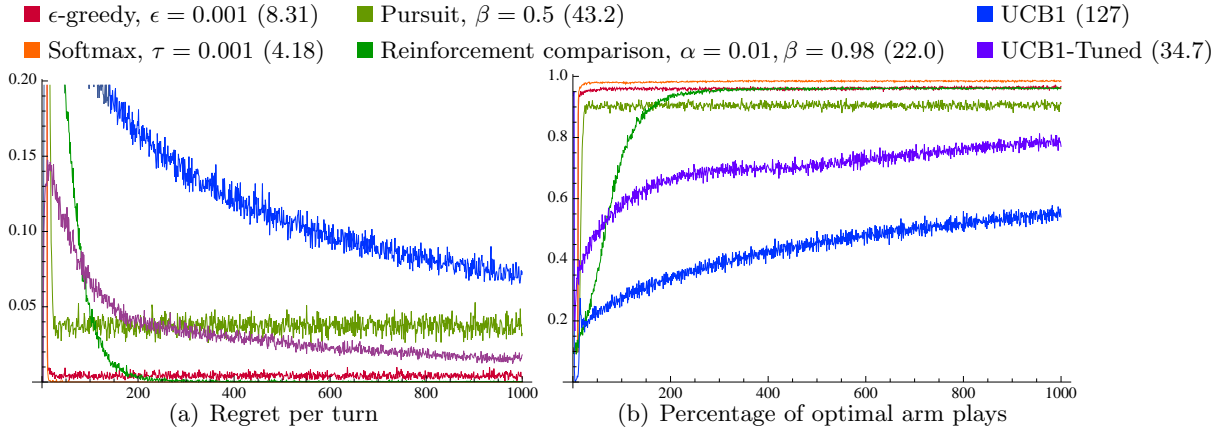 ϵ-greedy, ϵ = 0.001 (8.31) Pursuit, β = 0.5 (43.2) UCB1 (127)
Softmax, τ = 0.001 (4.18) Reinforcement comparison, α = 0.01, β = 0.98 (22.0) UCB1-Tuned (34.7)
0.20
0.15
0.10
0.05
200 400 600 800 1000
(a) Regret per turn
1.0
0.8
0.6
0.4
0.2
200 400 600 800 1000
(b) Percentage of optimal arm plays